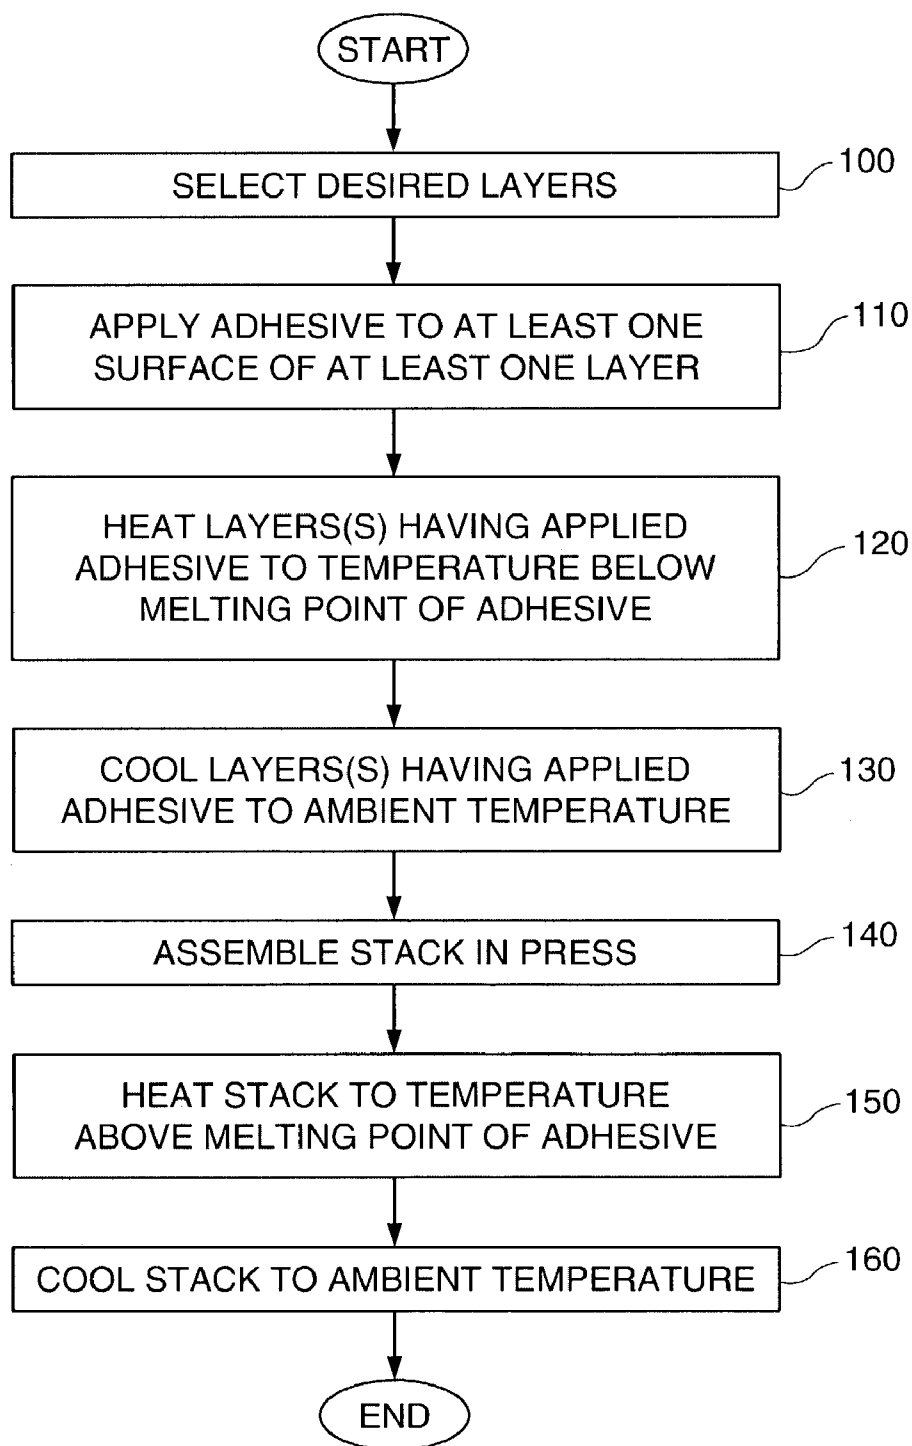 START
SELECT DESIRED LAYERS
100
APPLY ADHESIVE TO AT LEAST ONE
SURFACE OF AT LEAST ONE LAYER
110
HEAT LAYERS(S) HAVING APPLIED
ADHESIVE TO TEMPERATURE BELOW
MELTING POINT OF ADHESIVE
120
COOL LAYERS(S) HAVING APPLIED
ADHESIVE TO AMBIENT TEMPERATURE
130
ASSEMBLE STACK IN PRESS
140
HEAT STACK TO TEMPERATURE
ABOVE MELTING POINT OF ADHESIVE
150
COOL STACK TO AMBIENT TEMPERATURE
160
END